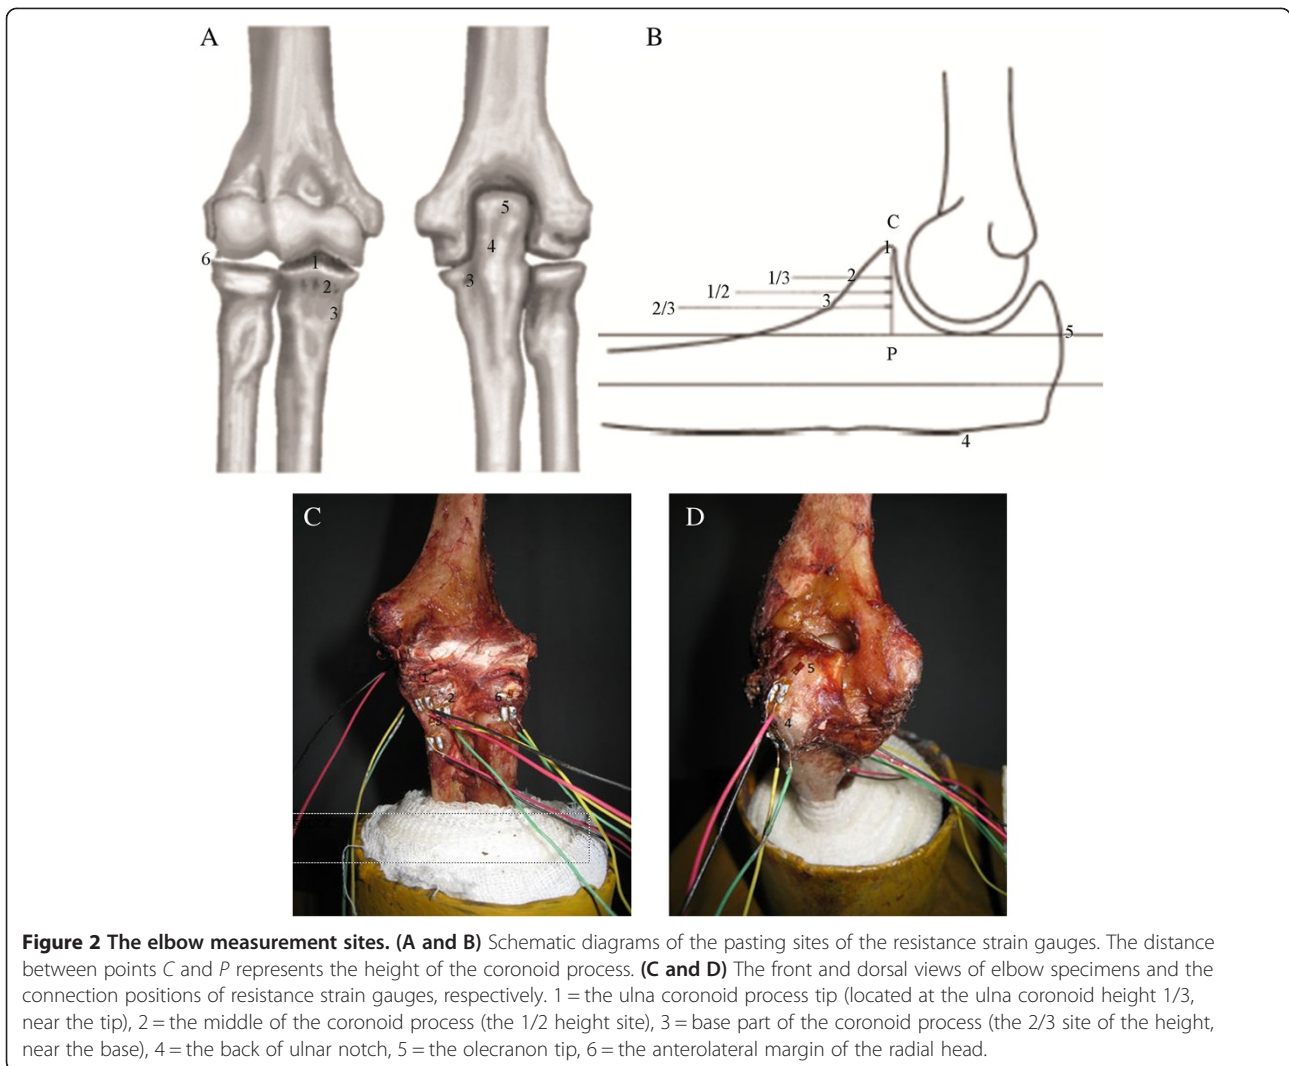 A
B
5
C
6
1
4
1
3
2
1/3
2
2
1/2
3
3
2/3
5
P
4
C
D
5
1
2
6
3
4
Figure 2 The elbow measurement sites. (A and B) Schematic diagrams of the pasting sites of the resistance strain gauges. The distance
between points C and P represents the height of the coronoid process. (C and D) The front and dorsal views of elbow specimens and the
connection positions of resistance strain gauges, respectively. 1 = the ulna coronoid process tip (located at the ulna coronoid height 1/3,
near the tip), 2 = the middle of the coronoid process (the 1/2 height site), 3 = base part of the coronoid process (the 2/3 site of the height,
near the base), 4 = the back of ulnar notch, 5 = the olecranon tip, 6 = the anterolateral margin of the radial head.